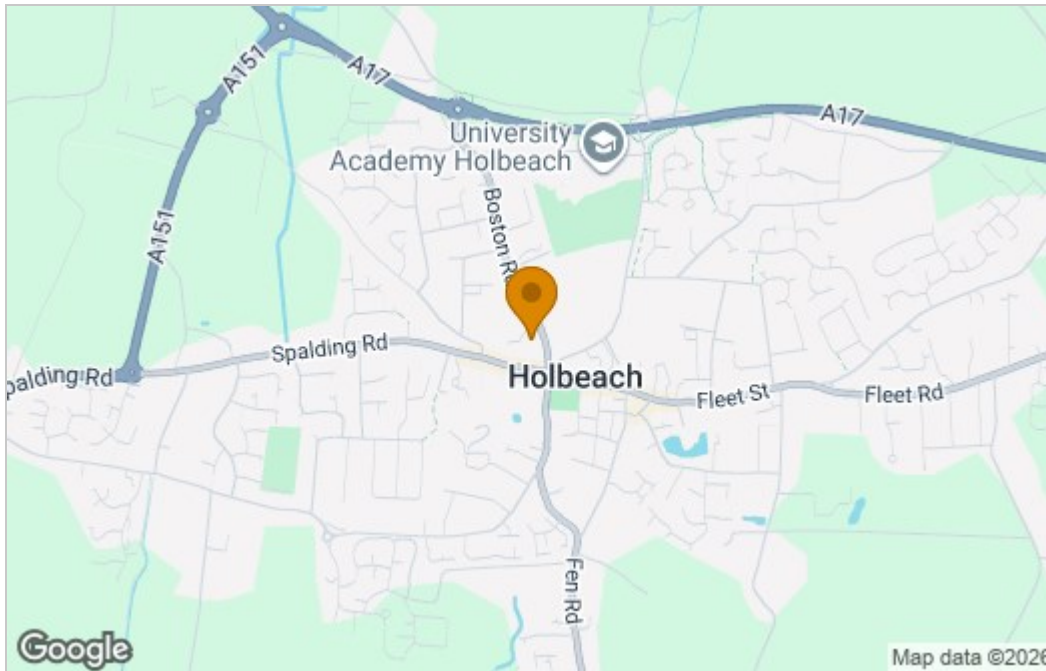 A151
A17
A17
University
Academy Holbeach
A151
Boston Rd
Spalding Rd
Spalding Rd
Holbeach
Fleet St
Fleet Rd
Fen Rd
Google
Map data ©2026